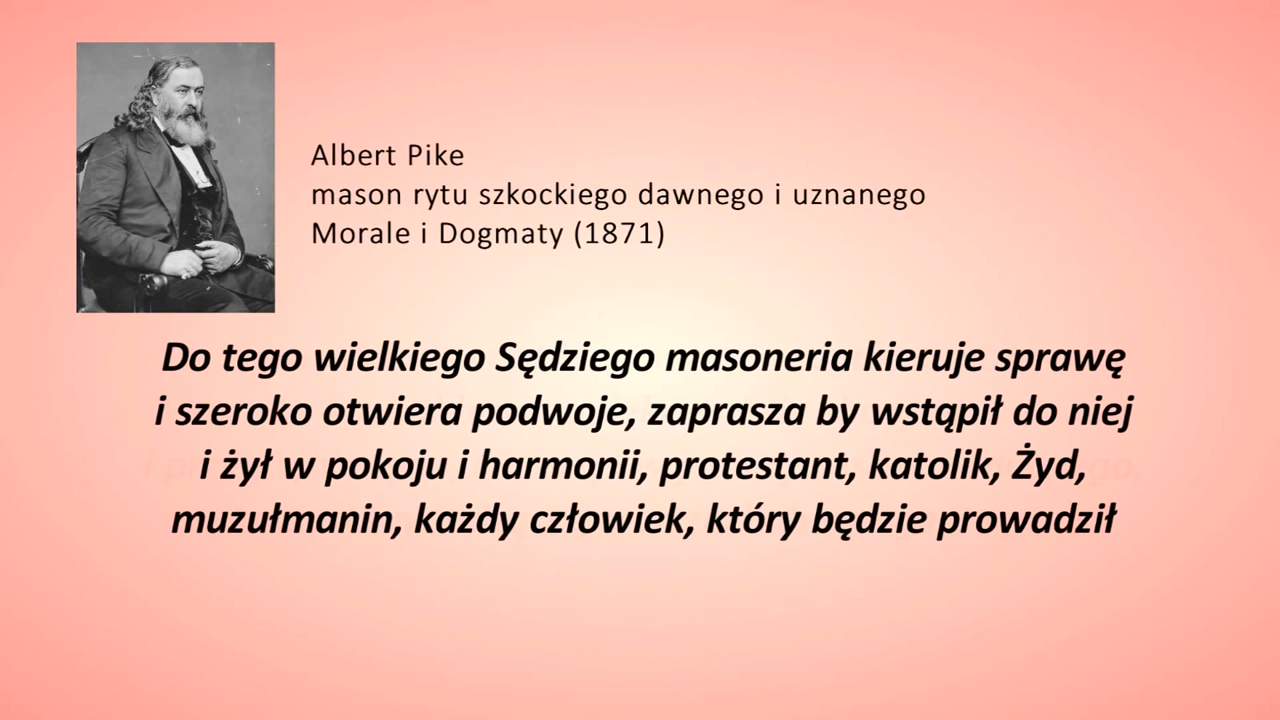 Albert Pike
mason rytu szkockiego dawnego i uznanego
Morale i Dogmaty (1871)
Do tego wielkiego Sędziego masoneria kieruje sprawę
i szeroko otwiera podwoje, zaprasza by wstąpił do niej
i żył w pokoju i harmonii, protestant, katolik, Żyd,
muzułmanin, każdy człowiek, który będzie prowadził